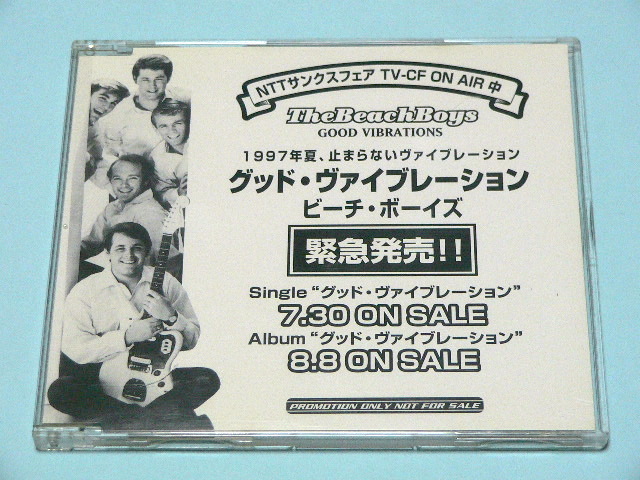 NTTサンクスフェア TV-CF ON AIR 中
The Beach Boys
GOOD VIBRATIONS
1997年夏、止まらないヴァイブレーション
グッド・ヴァイブレーション
ビーチ・ボーイズ
緊急発売!!
Single “グッド・ヴァイブレーション”
7.30 ON SALE
Album “グッド・ヴァイブレーション”
8.8 ON SALE
PROMOTION ONLY NOT FOR SALE